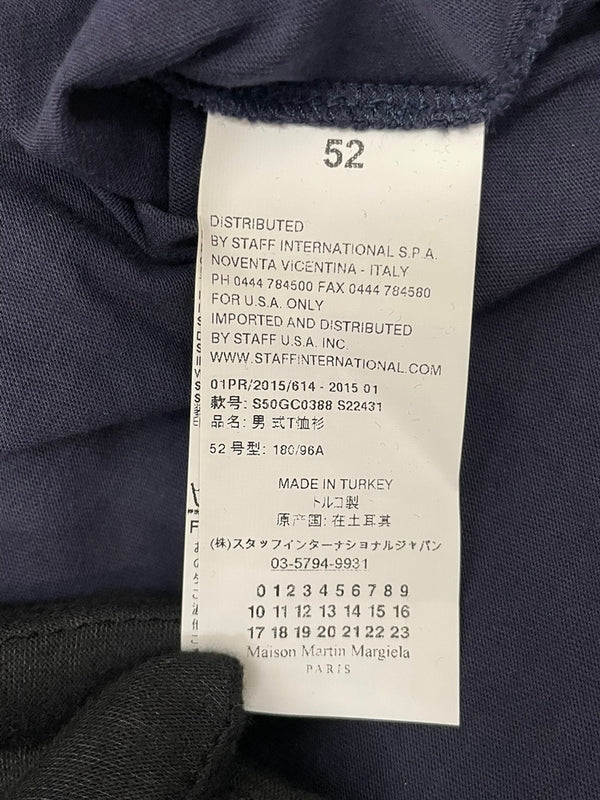 52
DISTRIBUTED
BY STAFF INTERNATIONAL S.P.A.
NOVENTA VICENTINA - ITALY
PH 0444 784500 FAX 0444 784580
FOR U.S.A. ONLY
IMPORTED AND DISTRIBUTED
BY STAFF U.S.A. INC.
WWW.STAFFINTERNATIONAL.COM
01PR/2015/614 - 2015 01
款号: S50GC0388 S22431
品名: 男式T恤衫
52 号型: 180/96A
MADE IN TURKEY
トルコ製
原产国: 在土耳其
(株)スタッフインターナショナルジャパン
03-5794-9931
0 1 2 3 4 5 6 7 8 9
10 11 12 13 14 15 16
17 18 19 20 21 22 23
Maison Martin Margiela
PARIS